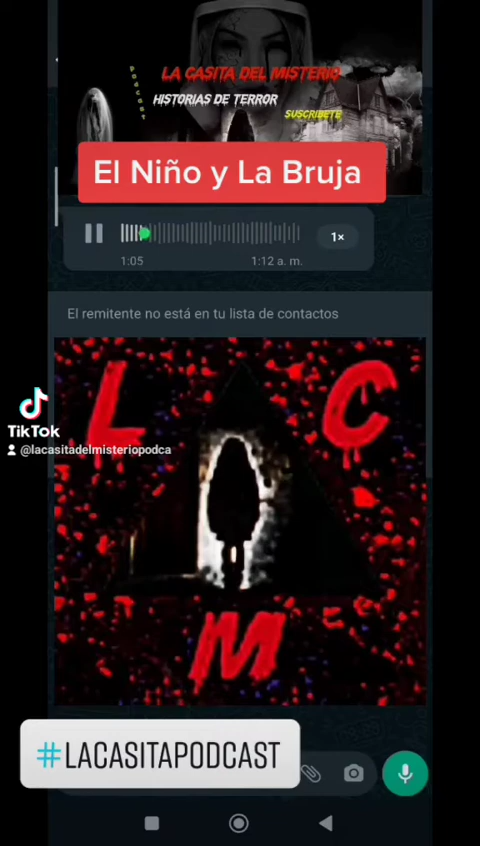 LA CASITA DEL MISTERIO
HISTORIAS DE TERROR
SUSCRIBETE
El Niño y La Bruja
1×
1:05
1:12 a. m.
El remitente no está en tu lista de contactos
L C
TikTok
@lacasitadelmisteriopodca
M
#LACASITAPODCAST